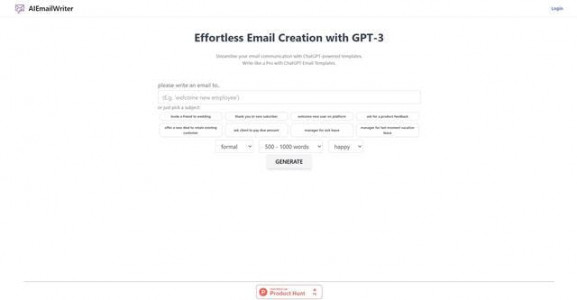 AIEmailWriter
Login
Effortless Email Creation with GPT-3
Streamline your email communication with ChatGPT-powered templates
Write like a Pro with ChatGPT Email Templates.
please write an email to..
(E.g. 'welcome new employee')
or just pick a subject:
invite a friend to wedding
thank you or new subscriber
welcome new user on platform
ask for a product feedback
offer a new deal to retain existing customer
ask client to pay due amount
manager for sick leave
manager for last moment vacation leave
formal
500 - 1000 words
happy
GENERATE
Product Hunt